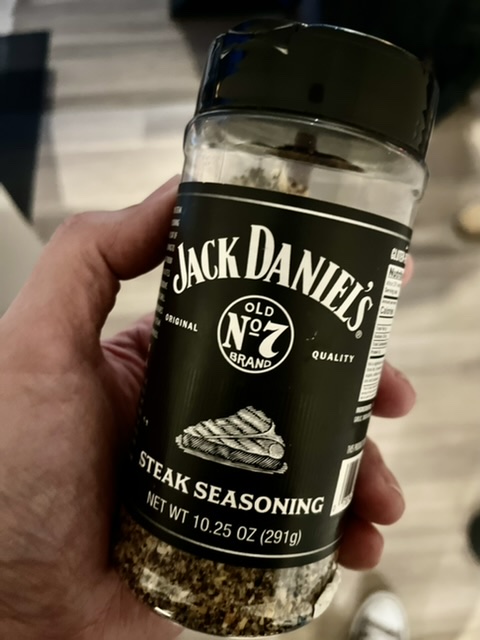 JACK DANIEL'S®
OLD
ORIGINAL No7 QUALITY
BRAND
STEAK SEASONING
NET WT 10.25 OZ (291g)